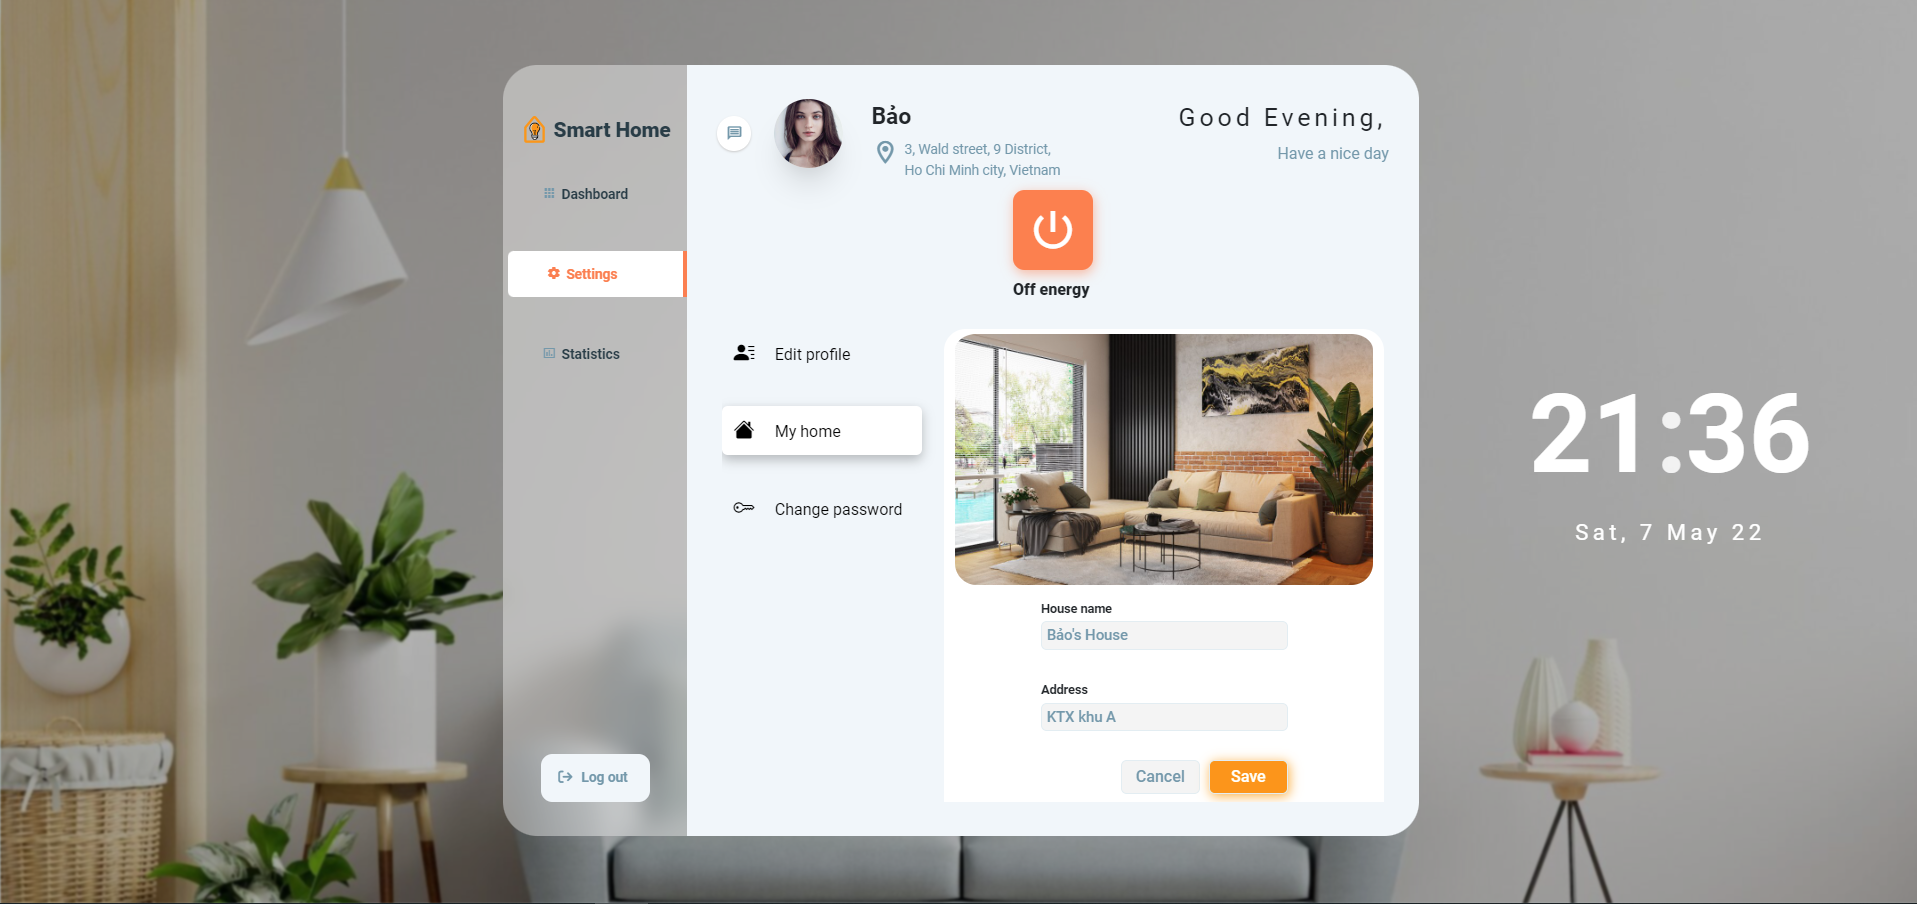 Smart Home
Dashboard
Settings
Statistics
Log out
Bảo
3, Wald street, 9 District,
Ho Chi Minh city, Vietnam
Good Evening,
Have a nice day
Off energy
Edit profile
My home
Change password
House name
Bảo's House
Address
KTX khu A
Cancel
Save
21:36
Sat, 7 May 22